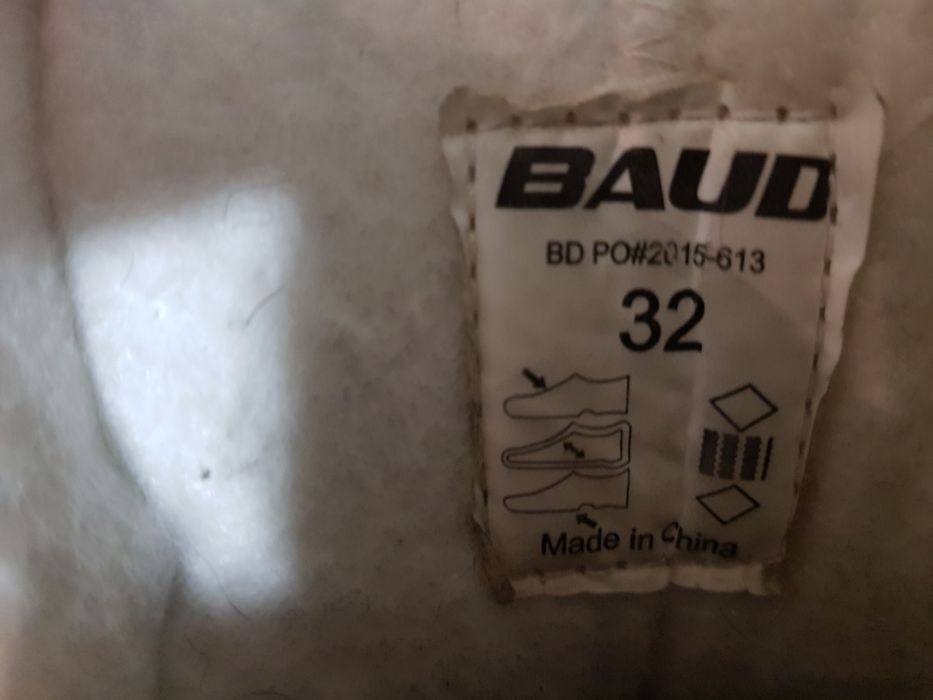 BAUD
BD PO#2015-613
32
Made in China